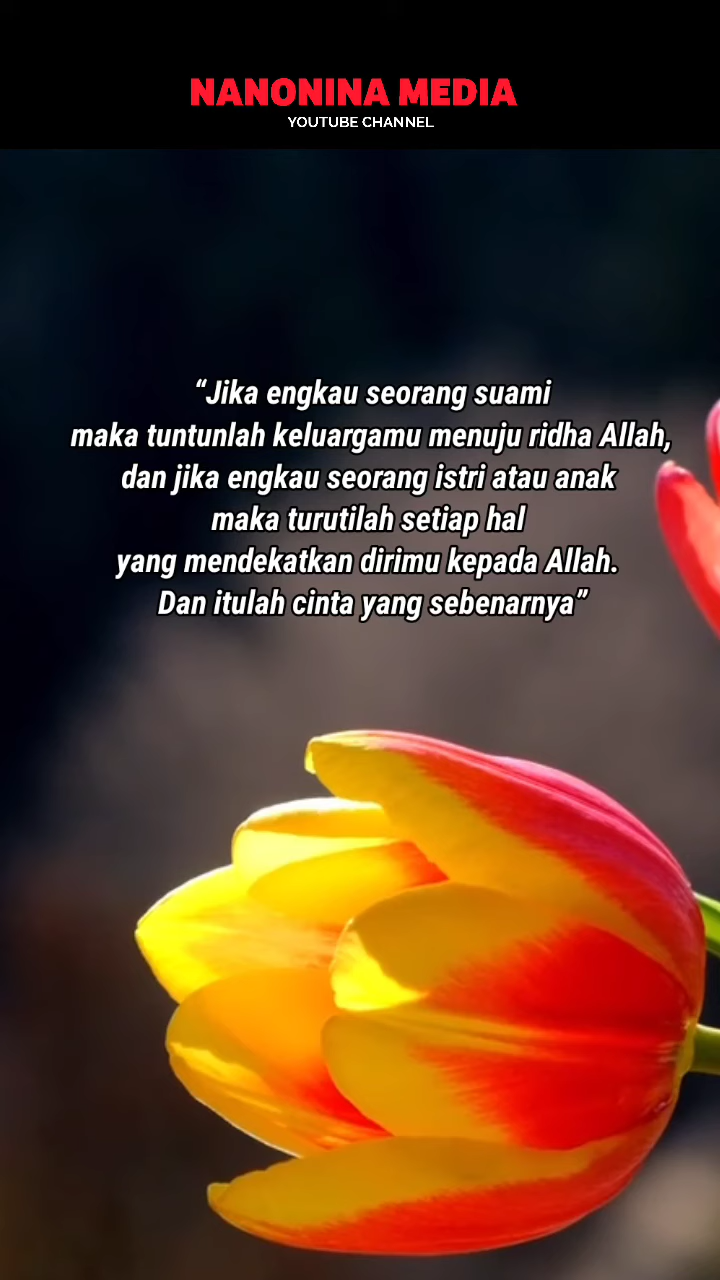 NANONINA MEDIA
YOUTUBE CHANNEL
“Jika engkau seorang suami
maka tuntunlah keluargamu menuju ridha Allah,
dan jika engkau seorang istri atau anak
maka turutilah setiap hal
yang mendekatkan dirimu kepada Allah.
Dan itulah cinta yang sebenarnya”